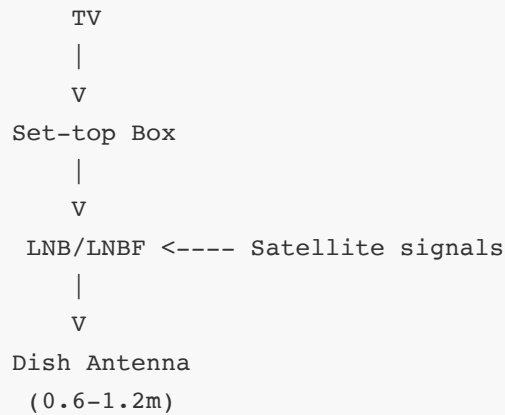 TV
|
V
Set-top Box
|
V
LNB/LNBF <---- Satellite signals
|
V
Dish Antenna
(0.6-1.2m)